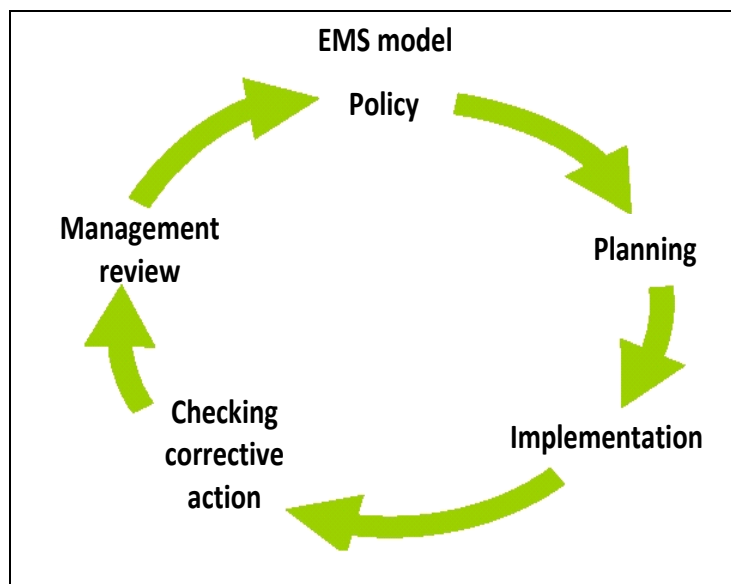 EMS model
Policy
Planning
Implementation
Checking
corrective
action
Management
review